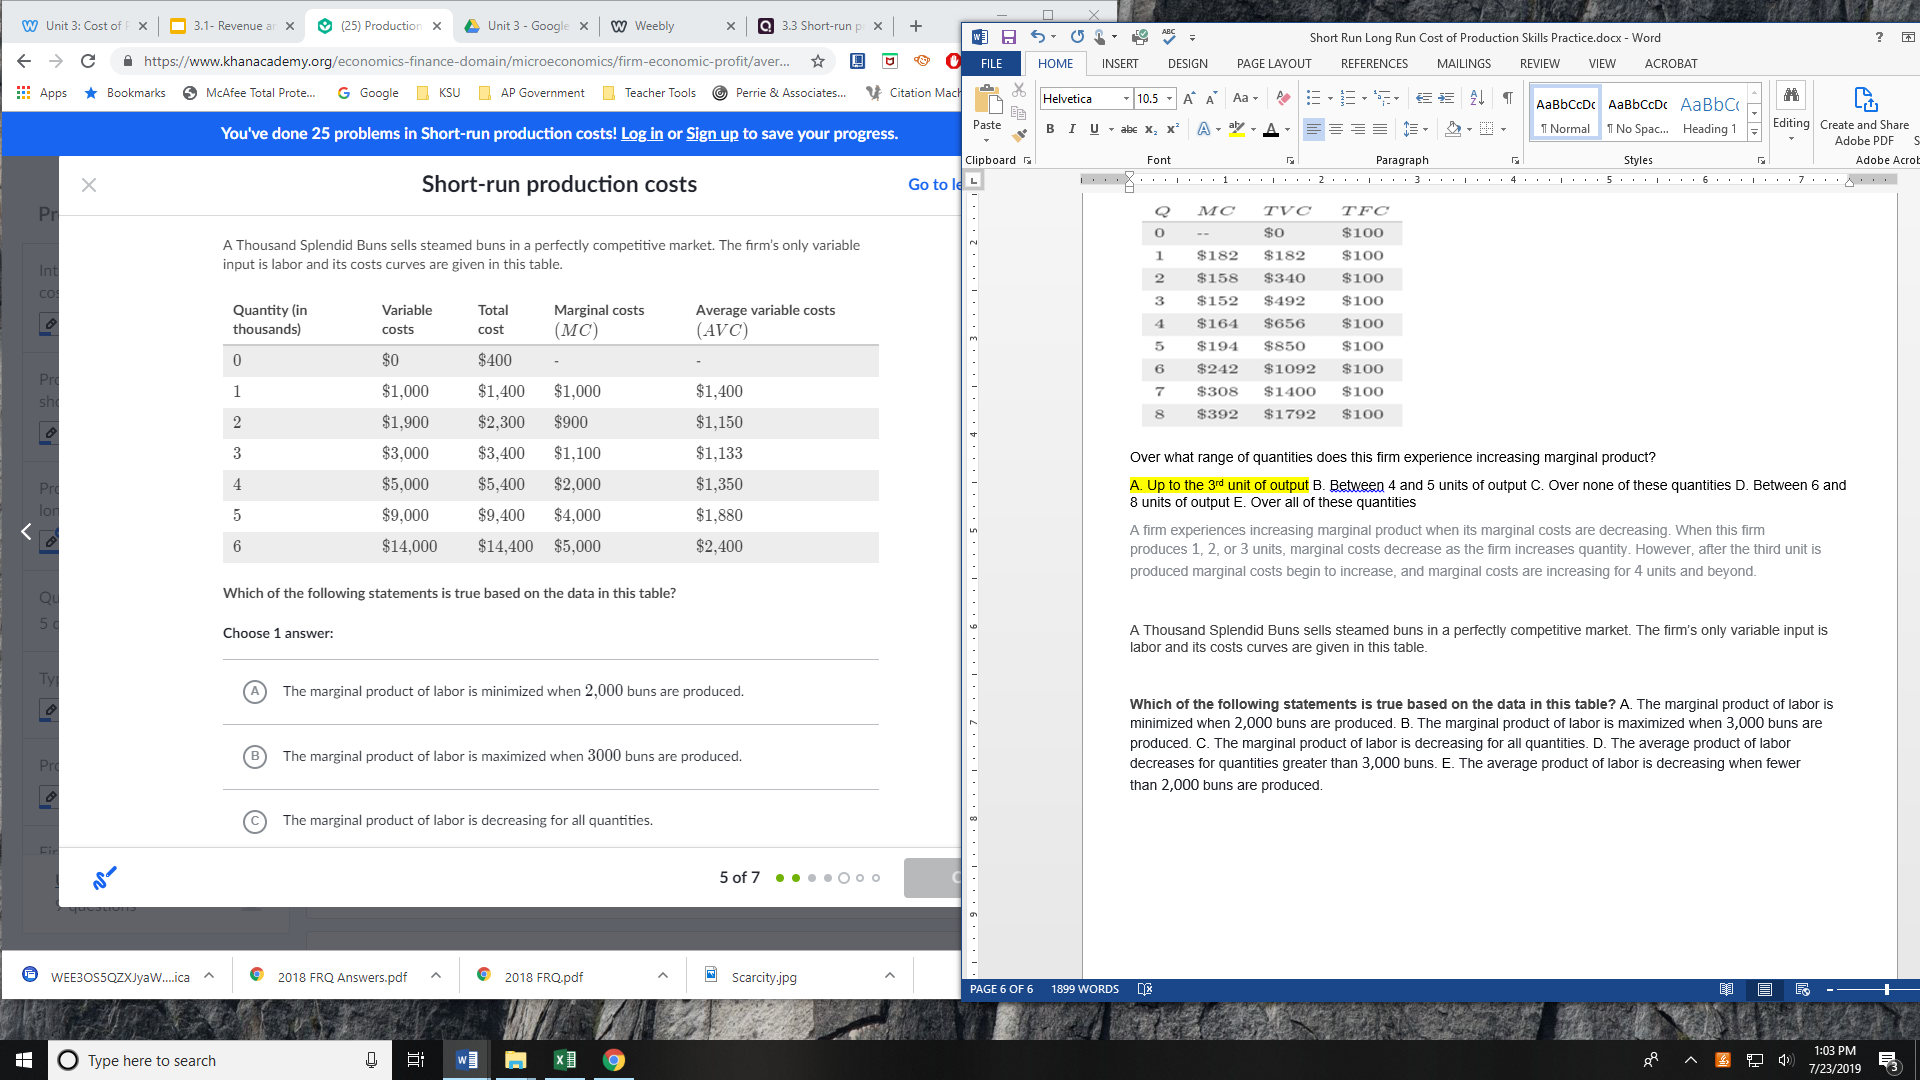 Unit 3: Cost of P
3.1- Revenue an
(25) Production
Unit 3 - Google
Weebly
3.3 Short-run p
https://www.khanacademy.org/economics-finance-domain/microeconomics/firm-economic-profit/aver...
Apps Bookmarks McAfee Total Prote... Google KSU AP Government Teacher Tools Perrie & Associates... Citation Mach
You've done 25 problems in Short-run production costs! Log in or Sign up to save your progress.
Short-run production costs
Go to le
A Thousand Splendid Buns sells steamed buns in a perfectly competitive market. The firm's only variable
input is labor and its costs curves are given in this table.
Quantity (in thousands) Variable costs Total cost Marginal costs (MC) Average variable costs (AVC)
0 $0 $400 - -
1 $1,000 $1,400 $1,000 $1,400
2 $1,900 $2,300 $900 $1,150
3 $3,000 $3,400 $1,100 $1,133
4 $5,000 $5,400 $2,000 $1,350
5 $9,000 $9,400 $4,000 $1,880
6 $14,000 $14,400 $5,000 $2,400
Which of the following statements is true based on the data in this table?
Choose 1 answer:
A The marginal product of labor is minimized when 2,000 buns are produced.
B The marginal product of labor is maximized when 3000 buns are produced.
C The marginal product of labor is decreasing for all quantities.
5 of 7
WEE3OS5QZXJyaW....ica
2018 FRQ Answers.pdf
2018 FRQ.pdf
Scarcity.jpg
Short Run Long Run Cost of Production Skills Practice.docx - Word
FILE HOME INSERT DESIGN PAGE LAYOUT REFERENCES MAILINGS REVIEW VIEW ACROBAT
Paste
Helvetica 10.5
AaBbCcDc AaBbCcDc AaBbCc
¶ Normal ¶ No Spac... Heading 1
Editing
Create and Share
Adobe PDF
Clipboard Font Paragraph Styles Adobe Acrob
Q MC TVC TFC
0 -- $0 $100
1 $182 $182 $100
2 $158 $340 $100
3 $152 $492 $100
4 $164 $656 $100
5 $194 $850 $100
6 $242 $1092 $100
7 $308 $1400 $100
8 $392 $1792 $100
Over what range of quantities does this firm experience increasing marginal product?
A. Up to the 3rd unit of output B. Between 4 and 5 units of output C. Over none of these quantities D. Between 6 and
8 units of output E. Over all of these quantities
A firm experiences increasing marginal product when its marginal costs are decreasing. When this firm
produces 1, 2, or 3 units, marginal costs decrease as the firm increases quantity. However, after the third unit is
produced marginal costs begin to increase, and marginal costs are increasing for 4 units and beyond.
A Thousand Splendid Buns sells steamed buns in a perfectly competitive market. The firm's only variable input is
labor and its costs curves are given in this table.
Which of the following statements is true based on the data in this table? A. The marginal product of labor is
minimized when 2,000 buns are produced. B. The marginal product of labor is maximized when 3,000 buns are
produced. C. The marginal product of labor is decreasing for all quantities. D. The average product of labor
decreases for quantities greater than 3,000 buns. E. The average product of labor is decreasing when fewer
than 2,000 buns are produced.
PAGE 6 OF 6 1899 WORDS
Type here to search
1:03 PM
7/23/2019